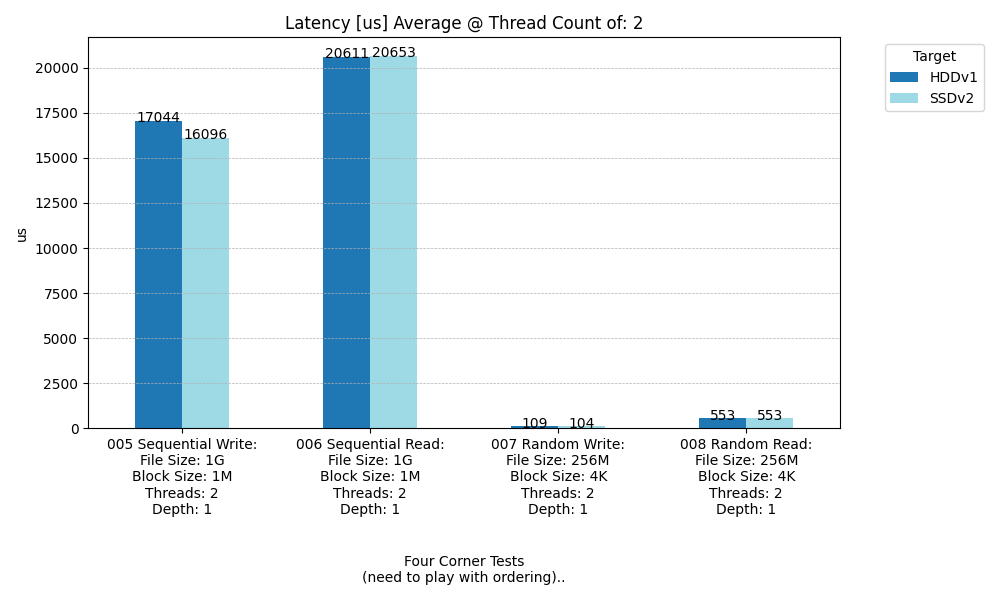 Latency [us] Average @ Thread Count of: 2
Target
HDDv1
SSDv2
us
20000
17500
15000
12500
10000
7500
5000
2500
0
17044
16096
20611
20653
109
104
553
553
005 Sequential Write:
File Size: 1G
Block Size: 1M
Threads: 2
Depth: 1
006 Sequential Read:
File Size: 1G
Block Size: 1M
Threads: 2
Depth: 1
007 Random Write:
File Size: 256M
Block Size: 4K
Threads: 2
Depth: 1
008 Random Read:
File Size: 256M
Block Size: 4K
Threads: 2
Depth: 1
Four Corner Tests
(need to play with ordering)..